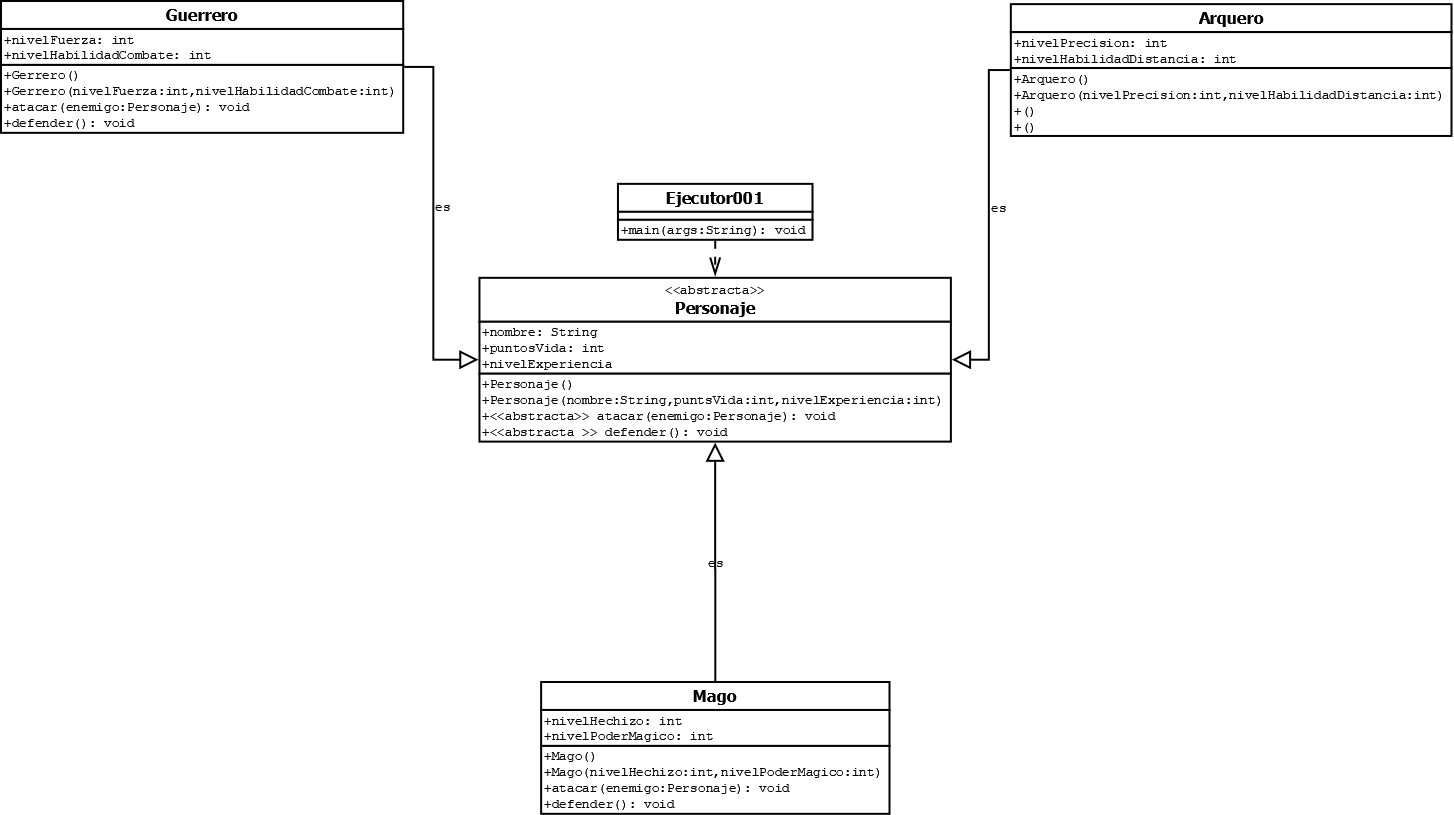 Guerrero
+nivelFuerza: int
+nivelHabilidadCombate: int
+Gerrero()
+Gerrero(nivelFuerza:int,nivelHabilidadCombate:int)
+atacar(enemigo:Personaje): void
+defender(): void
Arquero
+nivelPrecision: int
+nivelHabilidadDistancia: int
+Arquero()
+Arquero(nivelPrecision:int,nivelHabilidadDistancia:int)
+()
+()
es
es
Ejecutor001
+main(args:String): void
<<abstracta>>
Personaje
+nombre: String
+puntosVida: int
+nivelExperiencia
+Personaje()
+Personaje(nombre:String,puntsVida:int,nivelExperiencia:int)
+<<abstracta>> atacar(enemigo:Personaje): void
+<<abstracta >> defender(): void
es
Mago
+nivelHechizo: int
+nivelPoderMagico: int
+Mago()
+Mago(nivelHechizo:int,nivelPoderMagico:int)
+atacar(enemigo:Personaje): void
+defender(): void